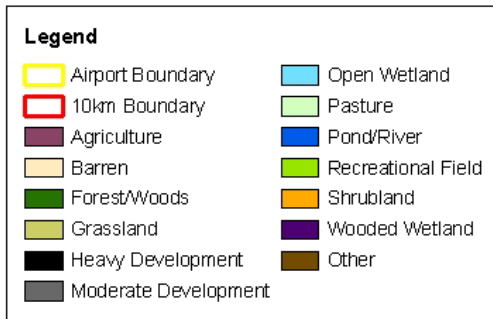 Legend
Airport Boundary
10km Boundary
Agriculture
Barren
Forest/Woods
Grassland
Heavy Development
Moderate Development
Open Wetland
Pasture
Pond/River
Recreational Field
Shrubland
Wooded Wetland
Other